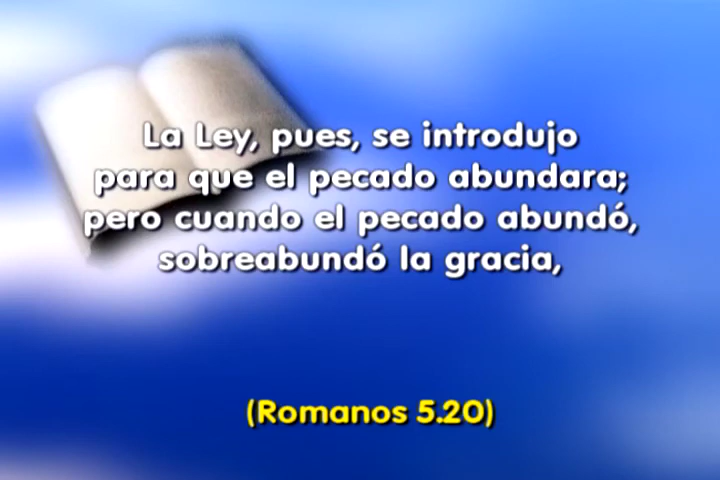 La Ley, pues, se introdujo
para que el pecado abundara;
pero cuando el pecado abundó,
sobreabundó la gracia,
(Romanos 5.20)